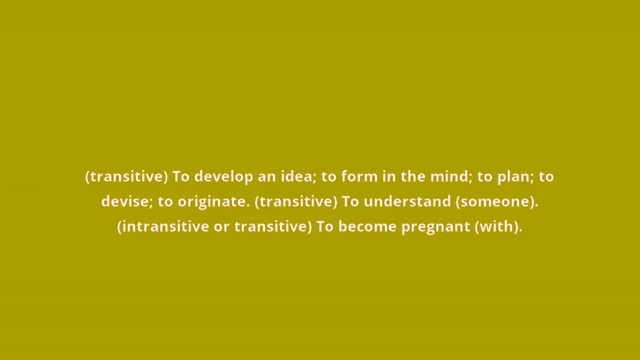 (transitive) To develop an idea; to form in the mind; to plan; to
devise; to originate. (transitive) To understand (someone).
(intransitive or transitive) To become pregnant (with).